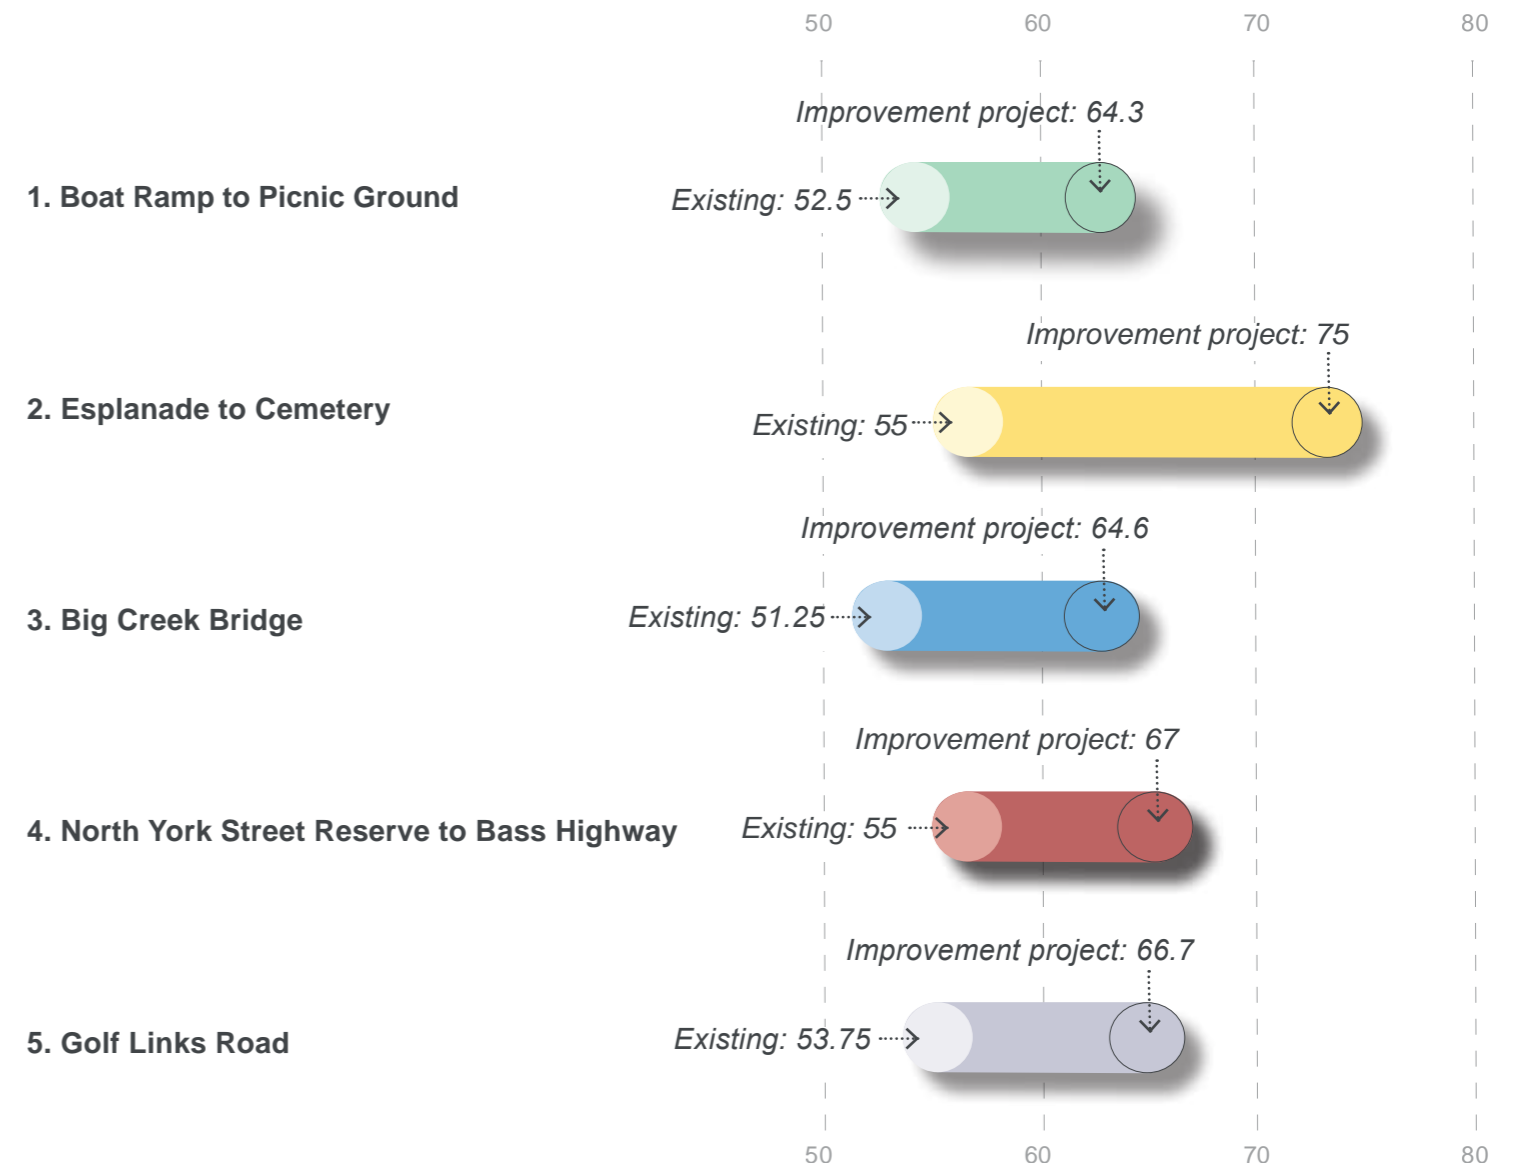 50 60 70 80
Improvement project: 64.3
1. Boat Ramp to Picnic Ground
Existing: 52.5
Improvement project: 75
2. Esplanade to Cemetery
Existing: 55
Improvement project: 64.6
3. Big Creek Bridge
Existing: 51.25
Improvement project: 67
4. North York Street Reserve to Bass Highway
Existing: 55
Improvement project: 66.7
5. Golf Links Road
Existing: 53.75
50 60 70 80